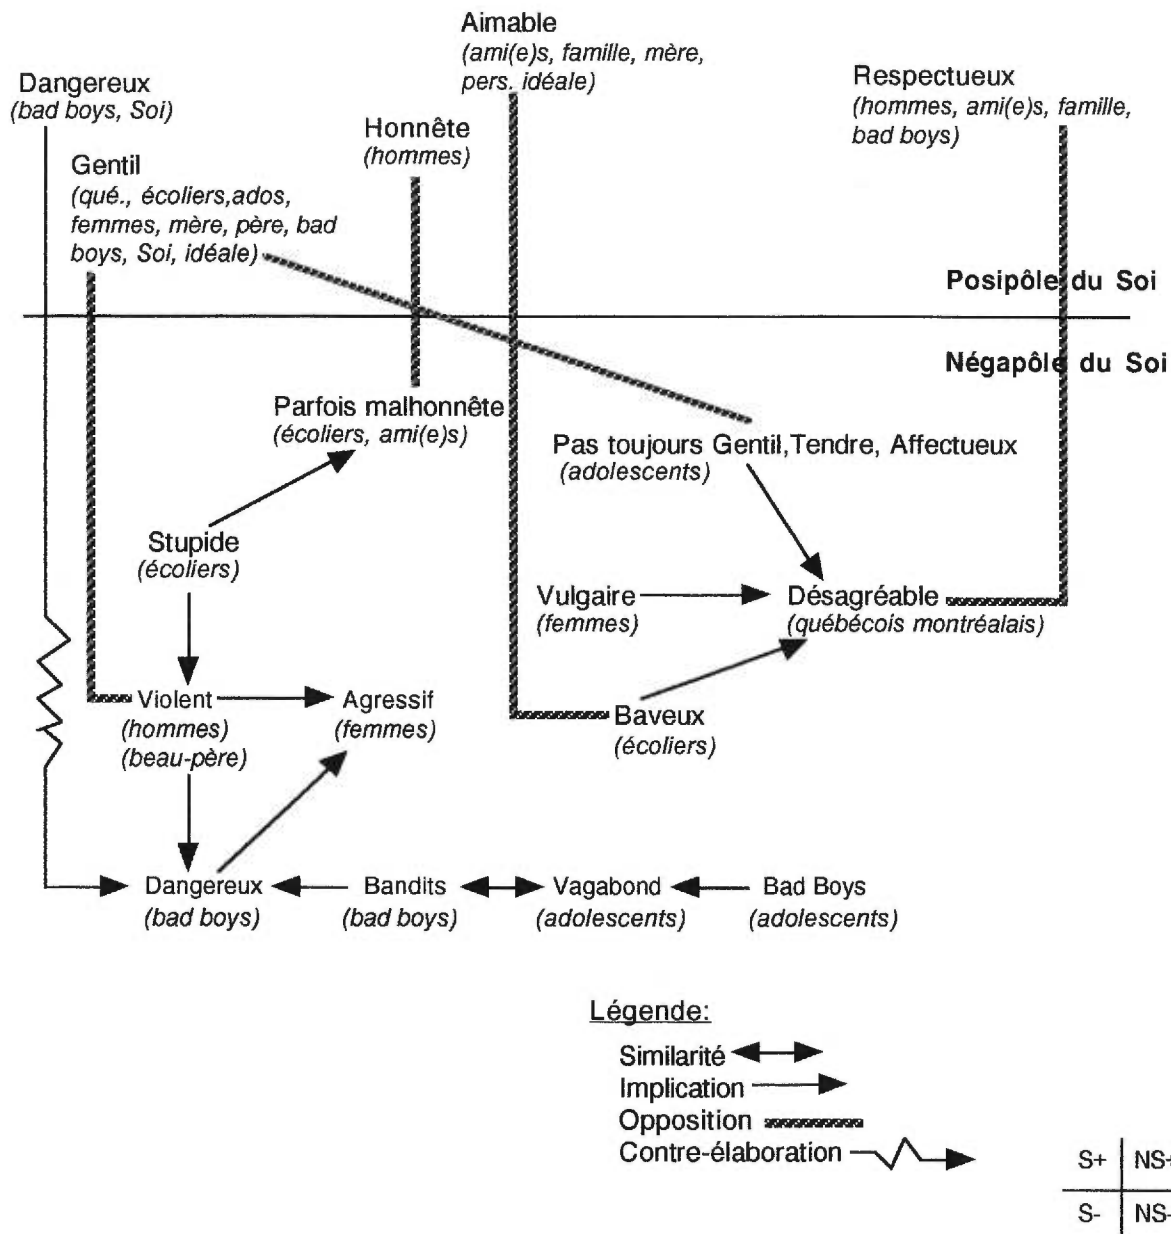 Aimable
(ami(e)s, famille, mère,
pers. idéale)
Dangereux
(bad boys, Soi)
Respectueux
(hommes, ami(e)s, famille,
bad boys)
Honnête
(hommes)
Gentil
(qué., écoliers,ados,
femmes, mère, père, bad
boys, Soi, idéale)
Posipôle du Soi
Négapôle du Soi
Parfois malhonnête
(écoliers, ami(e)s)
Pas toujours Gentil,Tendre, Affectueux
(adolescents)
Stupide
(écoliers)
Vulgaire
(femmes)
Désagréable
(québécois montréalais)
Violent
(hommes)
(beau-père)
Agressif
(femmes)
Baveux
(écoliers)
Dangereux
(bad boys)
Bandits
(bad boys)
Vagabond
(adolescents)
Bad Boys
(adolescents)
Légende:
Similarité
Implication
Opposition
Contre-élaboration
S+ NS+
S- NS-